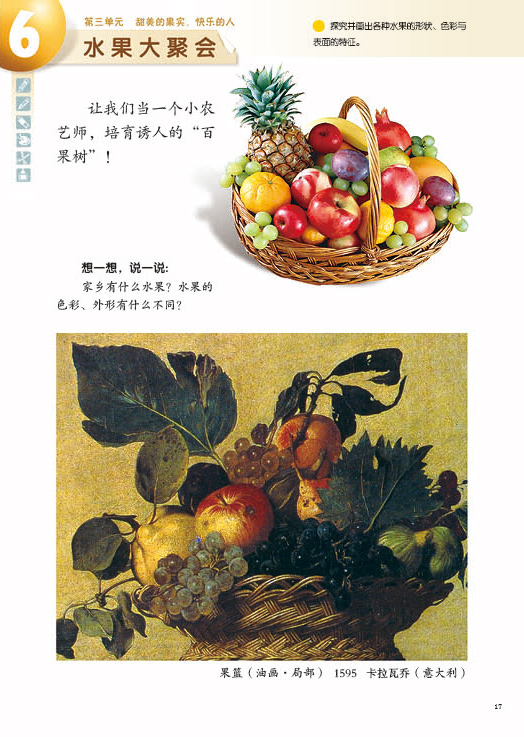 6
第三单元 甜美的果实，快乐的人
水果大聚会
探究并画出各种水果的形状、色彩与
表面的特征。
让我们当一个小农
艺师，培育诱人的“百
果树”！
想一想，说一说：
家乡有什么水果？水果的
色彩、外形有什么不同？
果篮（油画·局部） 1595 卡拉瓦乔（意大利）
17